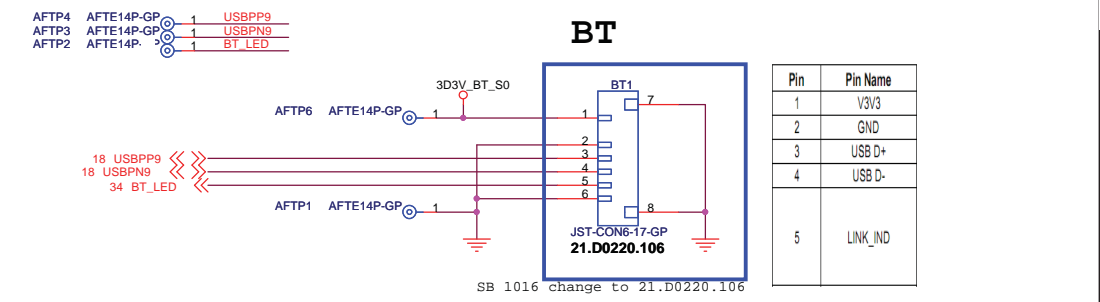 AFTP4 AFTE14P-GP 1 USBPP9
AFTP3 AFTE14P-GP 1 USBPN9
AFTP2 AFTE14P- P 1 BT_LED
BT
3D3V_BT_S0
BT1
AFTP6 AFTE14P-GP 1 1 7
2
18 USBPP9 3
18 USBPN9 4
34 BT_LED 5
6
AFTP1 AFTE14P-GP 1 8
JST-CON6-17-GP
21.D0220.106
SB 1016 change to 21.D0220.106
Pin Pin Name
1 V3V3
2 GND
3 USB D+
4 USB D-
5 LINK_IND